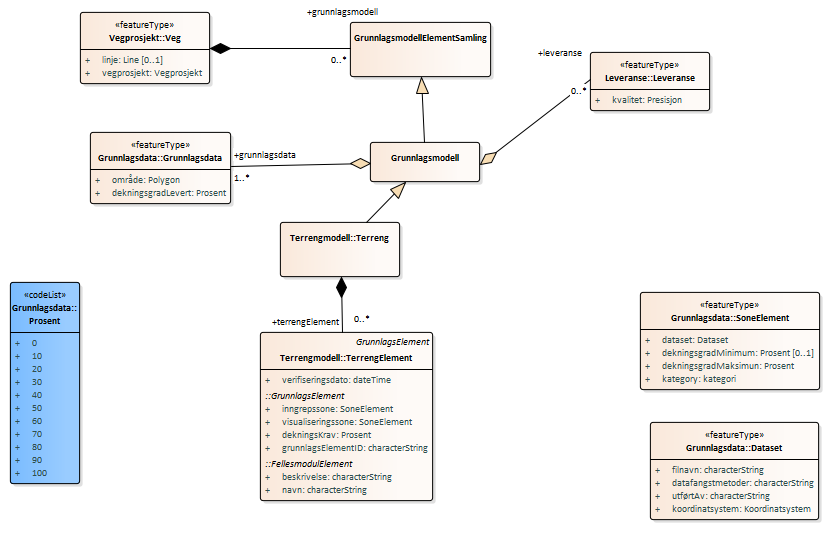 +grunnlagsmodell
0..*
«featureType»
Vegprosjekt::Veg
+ linje: Line [0..1]
+ vegprosjekt: Vegprosjekt
GrunnlagsmodellElementSamling
+leveranse
0..*
«featureType»
Leveranse::Leveranse
+ kvalitet: Presisjon
«featureType»
Grunnlagsdata::Grunnlagsdata
+ område: Polygon
+ dekningsgradLevert: Prosent
+grunnlagsdata
1..*
Grunnlagsmodell
Terrengmodell::Terreng
+terrengElement
0..*
«codeList»
Grunnlagsdata::
Prosent
+ 0
+ 10
+ 20
+ 30
+ 40
+ 50
+ 60
+ 70
+ 80
+ 90
+ 100
GrunnlagsElement
Terrengmodell::TerrengElement
+ verifiseringsdato: dateTime
::GrunnlagsElement
+ inngrepssone: SoneElement
+ visualiseringssone: SoneElement
+ dekningsKrav: Prosent
+ grunnlagsElementID: characterString
::FellesmodulElement
+ beskrivelse: characterString
+ navn: characterString
«featureType»
Grunnlagsdata::SoneElement
+ dataset: Dataset
+ dekningsgradMinimum: Prosent [0..1]
+ dekningsgradMaksimun: Prosent
+ kategory: kategori
«featureType»
Grunnlagsdata::Dataset
+ filnavn: characterString
+ datafangstmetoder: characterString
+ utførtAv: characterString
+ koordinatsystem: Koordinatsystem